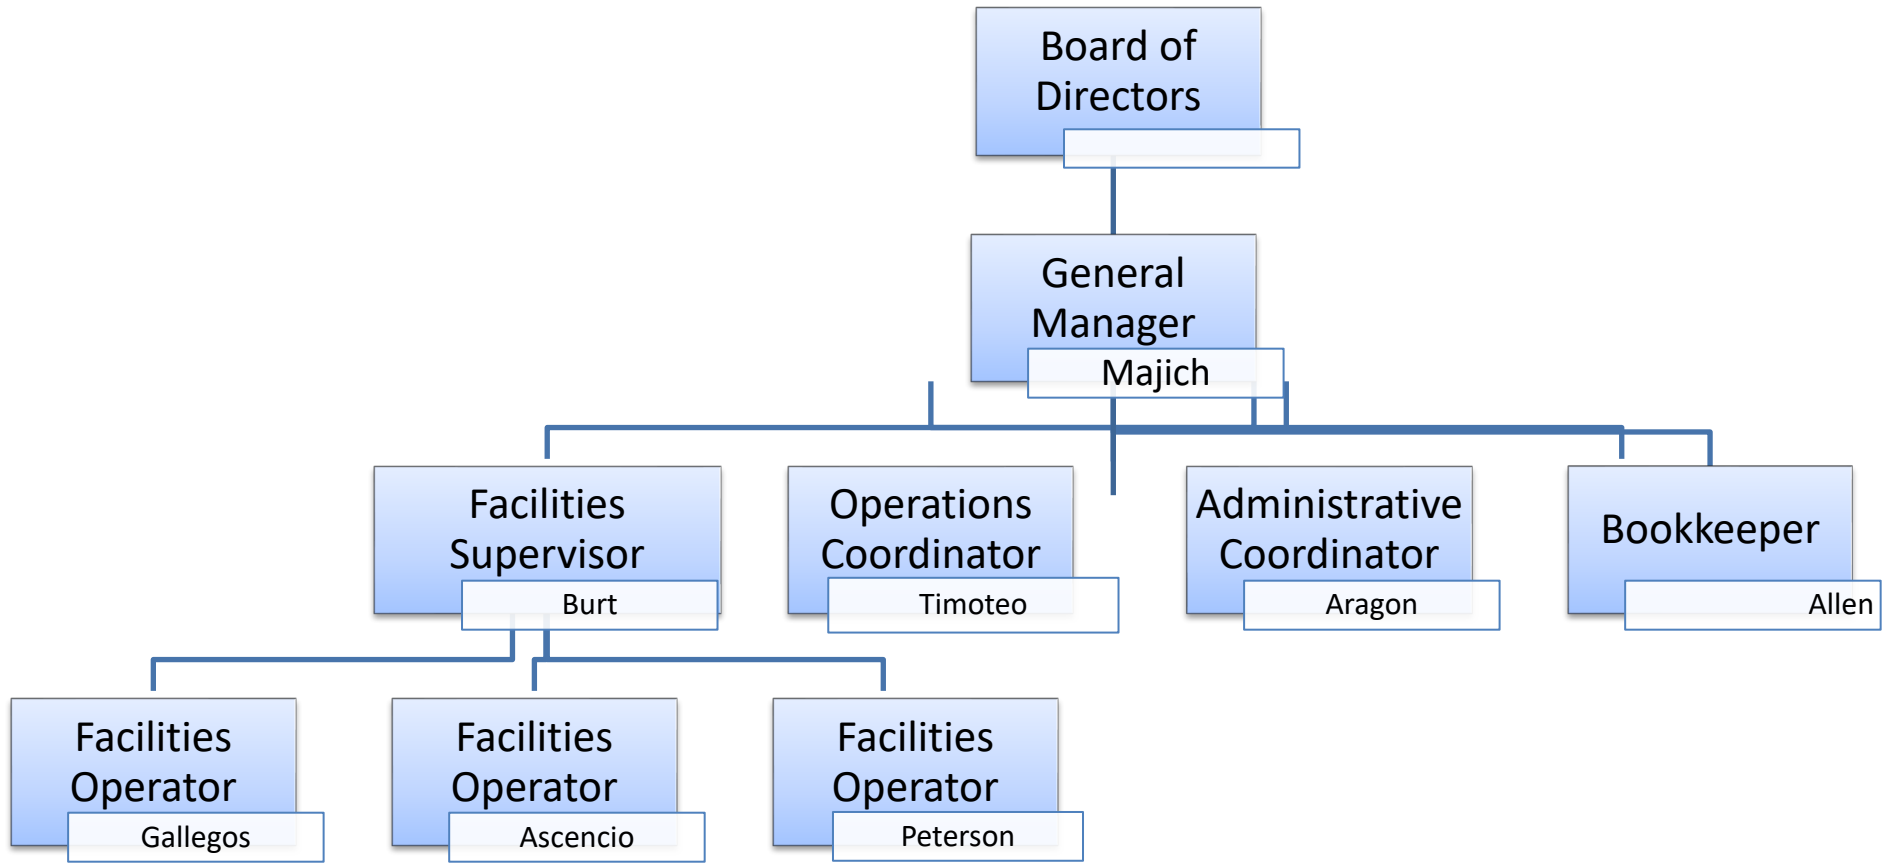 Board of
Directors
General
Manager
Majich
Facilities
Supervisor
Burt
Operations
Coordinator
Timoteo
Administrative
Coordinator
Aragon
Bookkeeper
Allen
Facilities
Operator
Gallegos
Facilities
Operator
Ascencio
Facilities
Operator
Peterson